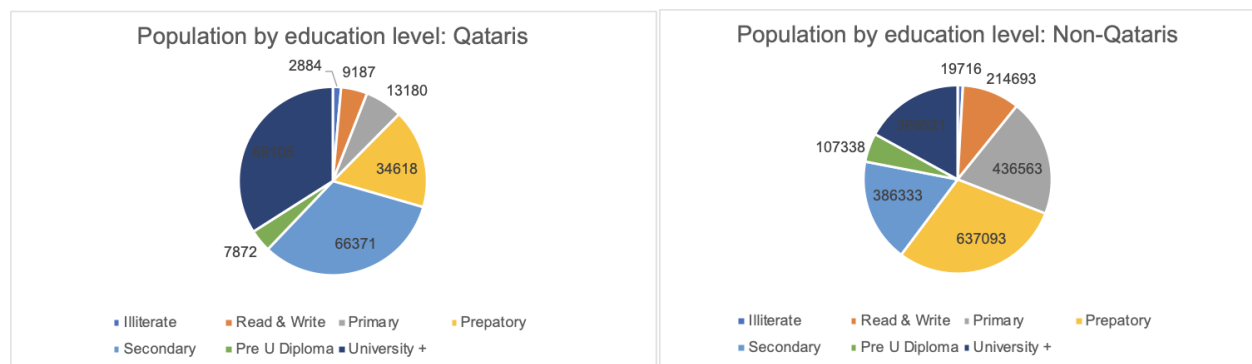 Population by education level: Qataris
2884
9187
13180
34618
66371
7872
Illiterate
Read & Write
Primary
Prepatory
Secondary
Pre U Diploma
University +
Population by education level: Non-Qataris
19716
214693
436563
637093
386333
107338
Illiterate
Read & Write
Primary
Prepatory
Secondary
Pre U Diploma
University +